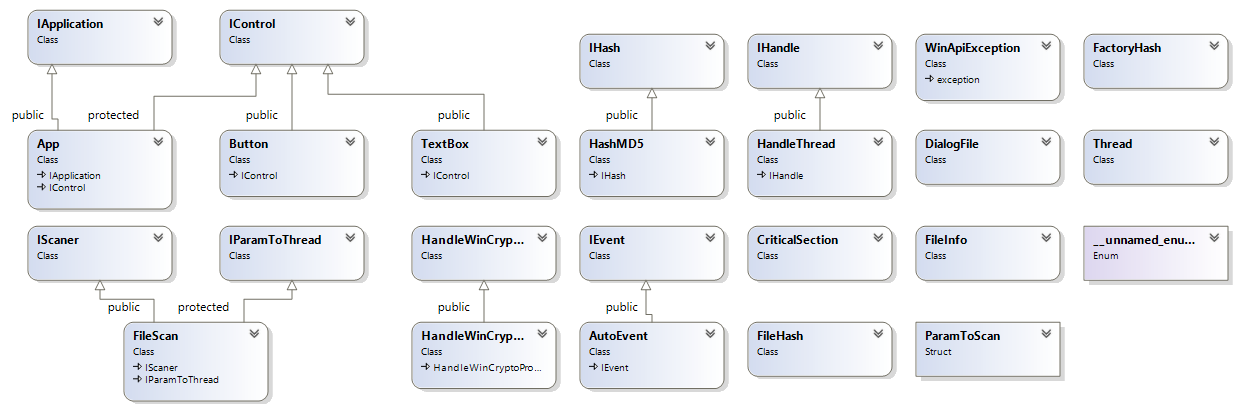 IApplication
Class
IControl
Class
IHash
Class
IHandle
Class
WinApiException
Class
exception
FactoryHash
Class
public
protected
public
public
public
public
App
Class
IApplication
IControl
Button
Class
IControl
TextBox
Class
IControl
HashMD5
Class
IHash
HandleThread
Class
IHandle
DialogFile
Class
Thread
Class
IScaner
Class
IParamToThread
Class
HandleWinCryp...
Class
IEvent
Class
CriticalSection
Class
FileInfo
Class
__unnamed_enu...
Enum
public
protected
public
public
FileScan
Class
IScaner
IParamToThread
HandleWinCryp...
Class
HandleWinCryptoPro...
AutoEvent
Class
IEvent
FileHash
Class
ParamToScan
Struct